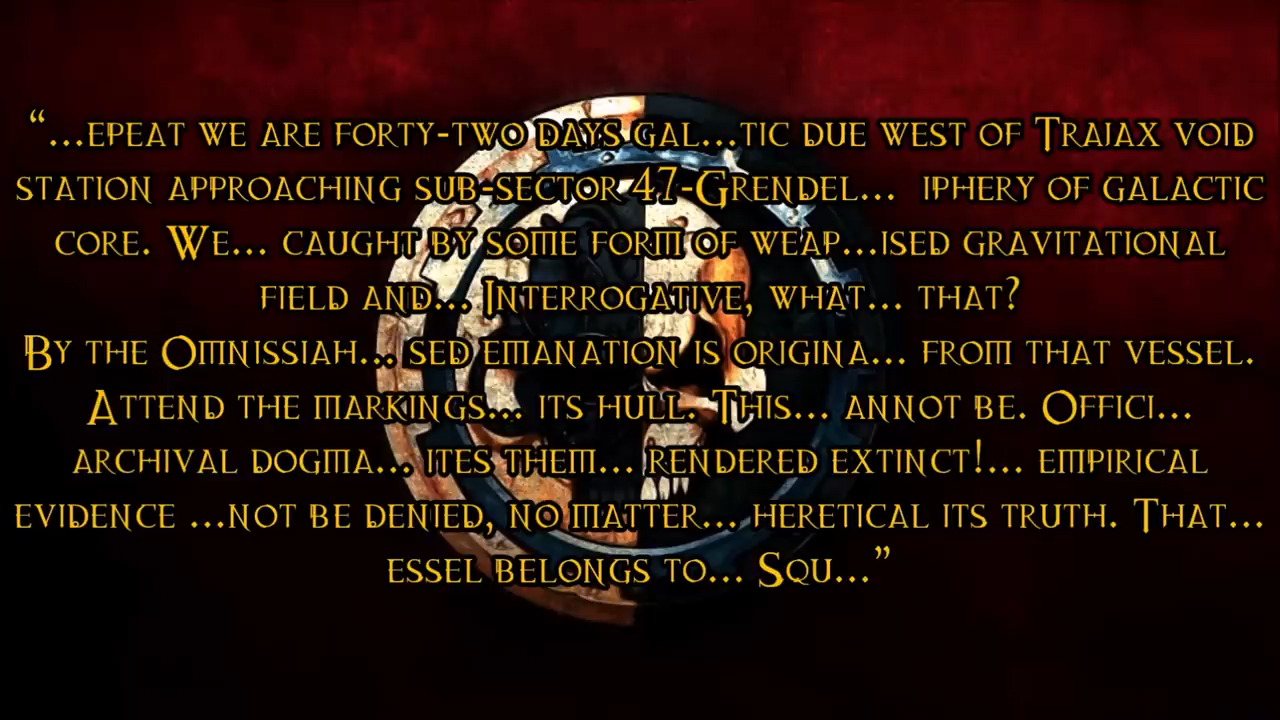 “...epeat we are forty-two days gal...tic due west of Traiax void
station approaching sub-sector 47-Grendel... iphery of galactic
core. We... caught by some form of weap...ised gravitational
field and... Interrogative, what... that?
By the Omnissiah... sed emanation is origina... from that vessel.
Attend the markings... its hull. This... annot be. Offici...
archival dogma... ites them... rendered extinct!... empirical
evidence ...not be denied, no matter... heretical its truth. That...
essel belongs to... Squ...”